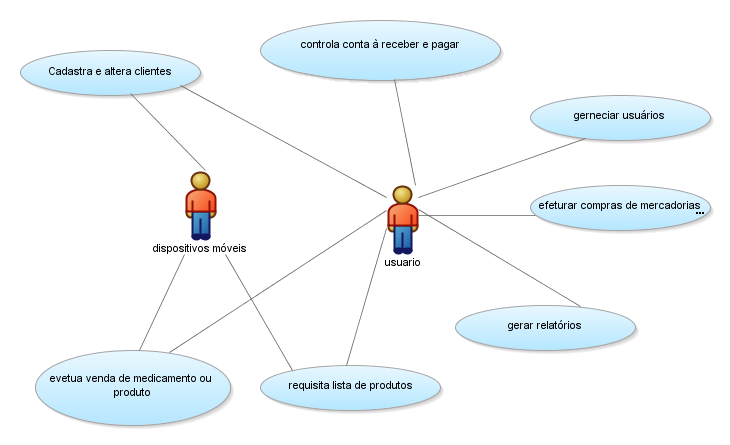 controla conta à receber e pagar
Cadastra e altera clientes
gerneciar usuários
efeturar compras de mercadorias
...
dispositivos móveis
usuario
gerar relatórios
evetua venda de medicamento ou
produto
requisita lista de produtos